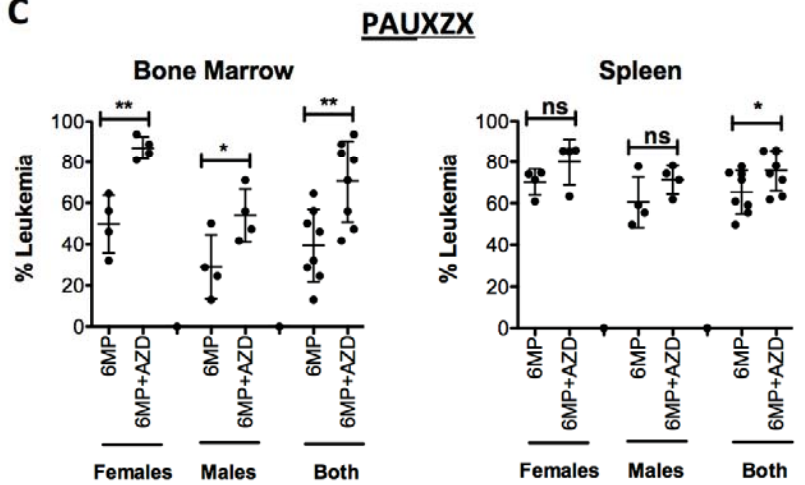 C
PAUXZX
Bone Marrow
% Leukemia
100
80
60
40
20
0
**
*
**
6MP
6MP+AZD
6MP
6MP+AZD
6MP
6MP+AZD
Females Males Both
Spleen
% Leukemia
100
80
60
40
20
0
ns
ns
*
6MP
6MP+AZD
6MP
6MP+AZD
6MP
6MP+AZD
Females Males Both